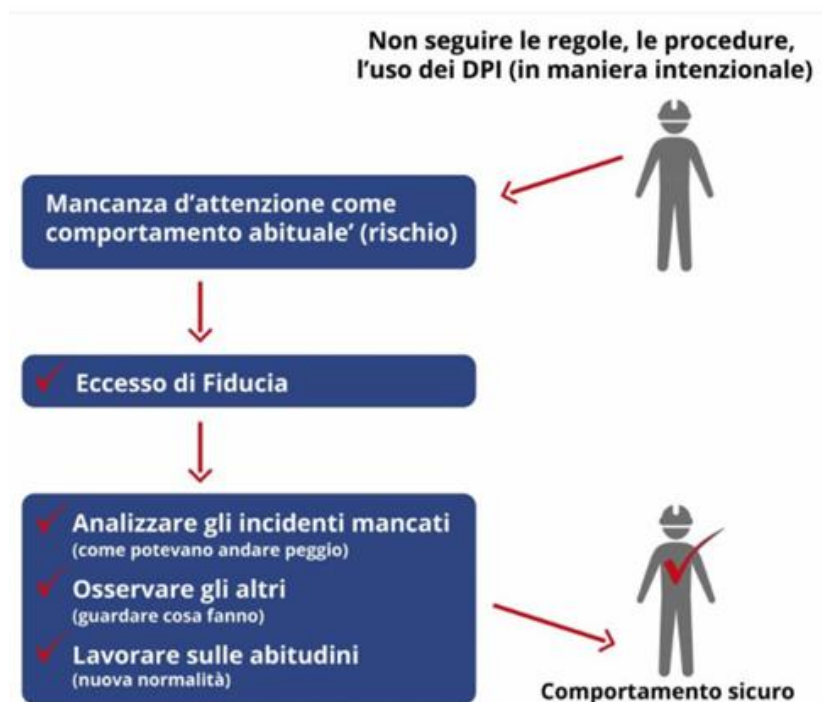 Non seguire le regole, le procedure,
l'uso dei DPI (in maniera intenzionale)
Mancanza d'attenzione come
comportamento abituale' (rischio)
Eccesso di Fiducia
Analizzare gli incidenti mancati
(come potevano andare peggio)
Osservare gli altri
(guardare cosa fanno)
Lavorare sulle abitudini
(nuova normalità)
Comportamento sicuro